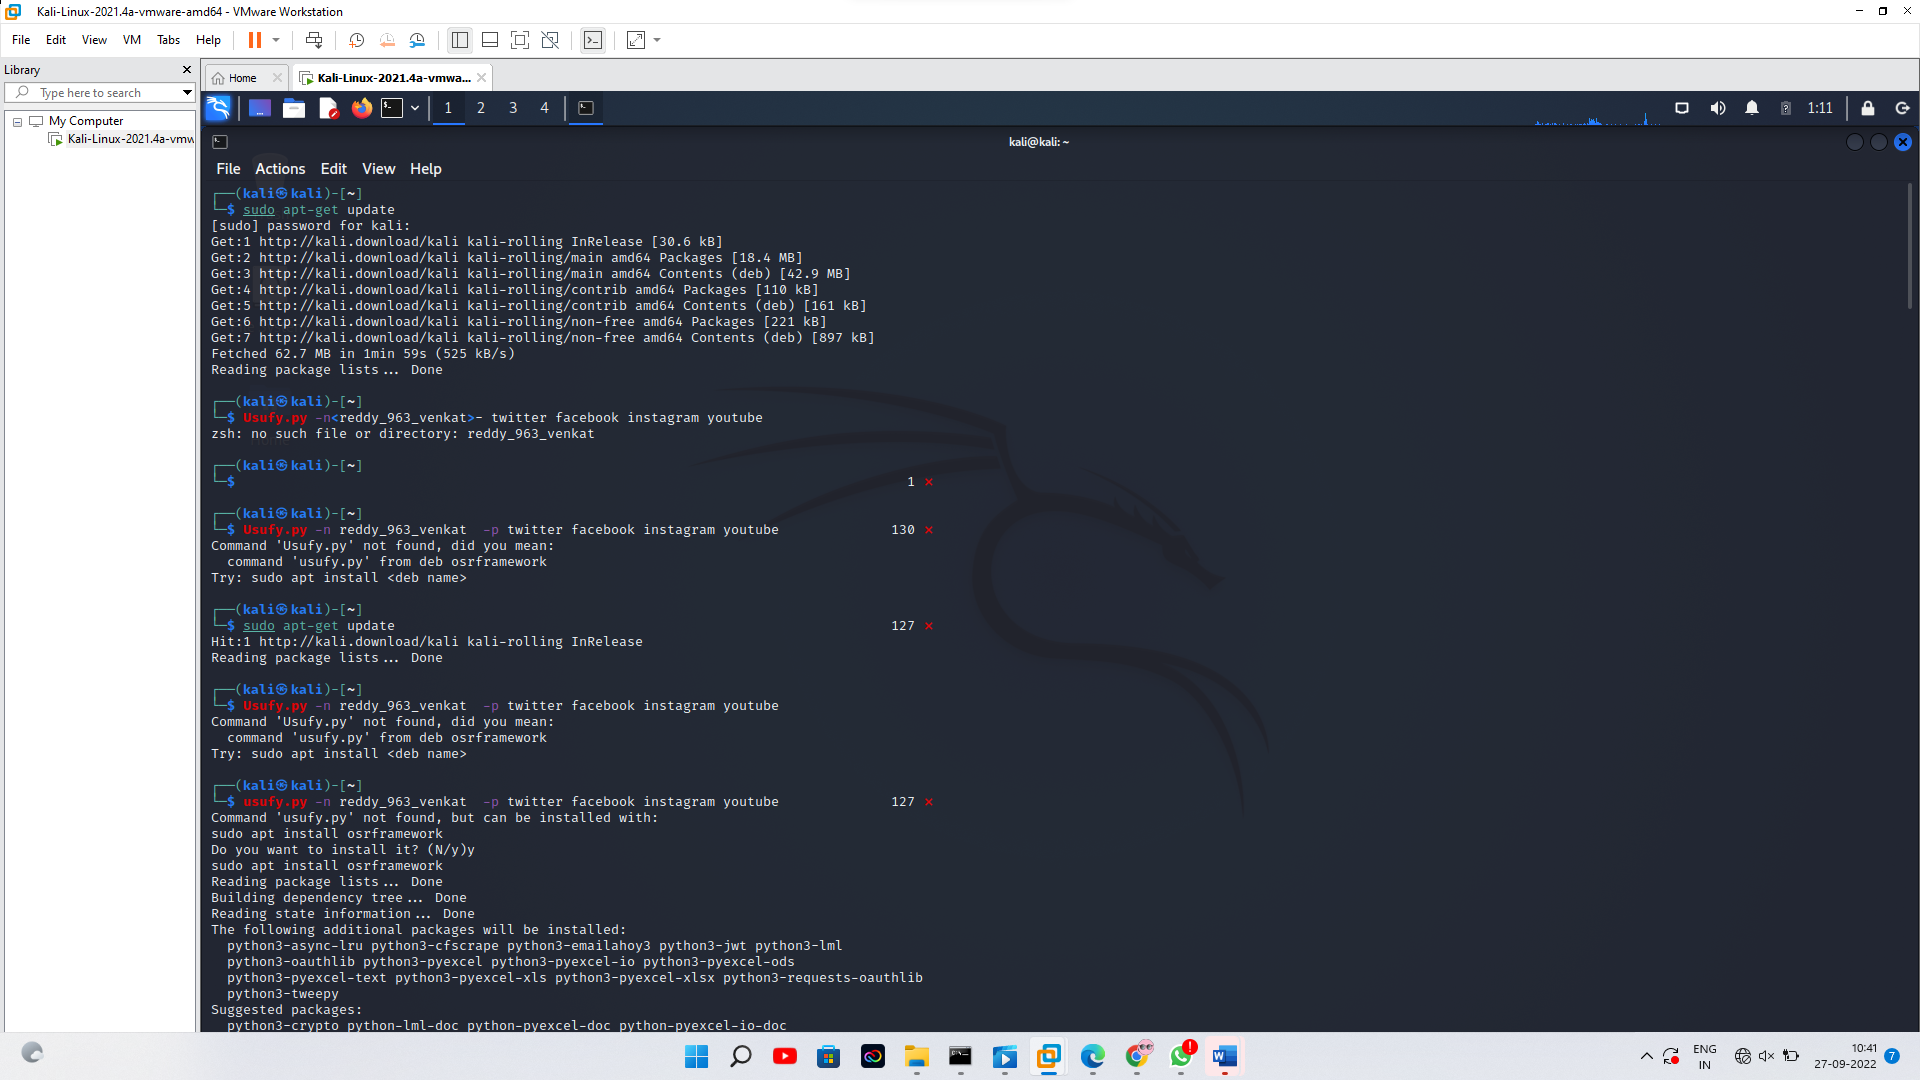 Kali-Linux-2021.4a-vmware-amd64 - VMware Workstation
File Edit View VM Tabs Help
Library
Type here to search
My Computer
Kali-Linux-2021.4a-vmw
Home
Kali-Linux-2021.4a-vmwa...
1 2 3 4
1:11
kali@kali: ~
File Actions Edit View Help
┌──(kali㉿kali)-[~]
└─$ sudo apt-get update
[sudo] password for kali:
Get:1 http://kali.download/kali kali-rolling InRelease [30.6 kB]
Get:2 http://kali.download/kali kali-rolling/main amd64 Packages [18.4 MB]
Get:3 http://kali.download/kali kali-rolling/main amd64 Contents (deb) [42.9 MB]
Get:4 http://kali.download/kali kali-rolling/contrib amd64 Packages [110 kB]
Get:5 http://kali.download/kali kali-rolling/contrib amd64 Contents (deb) [161 kB]
Get:6 http://kali.download/kali kali-rolling/non-free amd64 Packages [221 kB]
Get:7 http://kali.download/kali kali-rolling/non-free amd64 Contents (deb) [897 kB]
Fetched 62.7 MB in 1min 59s (525 kB/s)
Reading package lists... Done
┌──(kali㉿kali)-[~]
└─$ Usufy.py -n<reddy_963_venkat>- twitter facebook instagram youtube
zsh: no such file or directory: reddy_963_venkat
┌──(kali㉿kali)-[~]
└─$ 1 ⨯
┌──(kali㉿kali)-[~]
└─$ Usufy.py -n reddy_963_venkat  -p twitter facebook instagram youtube 130 ⨯
Command 'Usufy.py' not found, did you mean:
  command 'usufy.py' from deb osrframework
Try: sudo apt install <deb name>
┌──(kali㉿kali)-[~]
└─$ sudo apt-get update 127 ⨯
Hit:1 http://kali.download/kali kali-rolling InRelease
Reading package lists... Done
┌──(kali㉿kali)-[~]
└─$ Usufy.py -n reddy_963_venkat  -p twitter facebook instagram youtube
Command 'Usufy.py' not found, did you mean:
  command 'usufy.py' from deb osrframework
Try: sudo apt install <deb name>
┌──(kali㉿kali)-[~]
└─$ usufy.py -n reddy_963_venkat  -p twitter facebook instagram youtube 127 ⨯
Command 'usufy.py' not found, but can be installed with:
sudo apt install osrframework
Do you want to install it? (N/y)y
sudo apt install osrframework
Reading package lists... Done
Building dependency tree... Done
Reading state information... Done
The following additional packages will be installed:
  python3-async-lru python3-cfscrape python3-emailahoy3 python3-jwt python3-lml
  python3-oauthlib python3-pyexcel python3-pyexcel-io python3-pyexcel-ods
  python3-pyexcel-text python3-pyexcel-xls python3-pyexcel-xlsx python3-requests-oauthlib
  python3-tweepy
Suggested packages:
  python3-crypto python-lml-doc python-pyexcel-doc python-pyexcel-io-doc
ENG
IN
10:41
27-09-2022
7